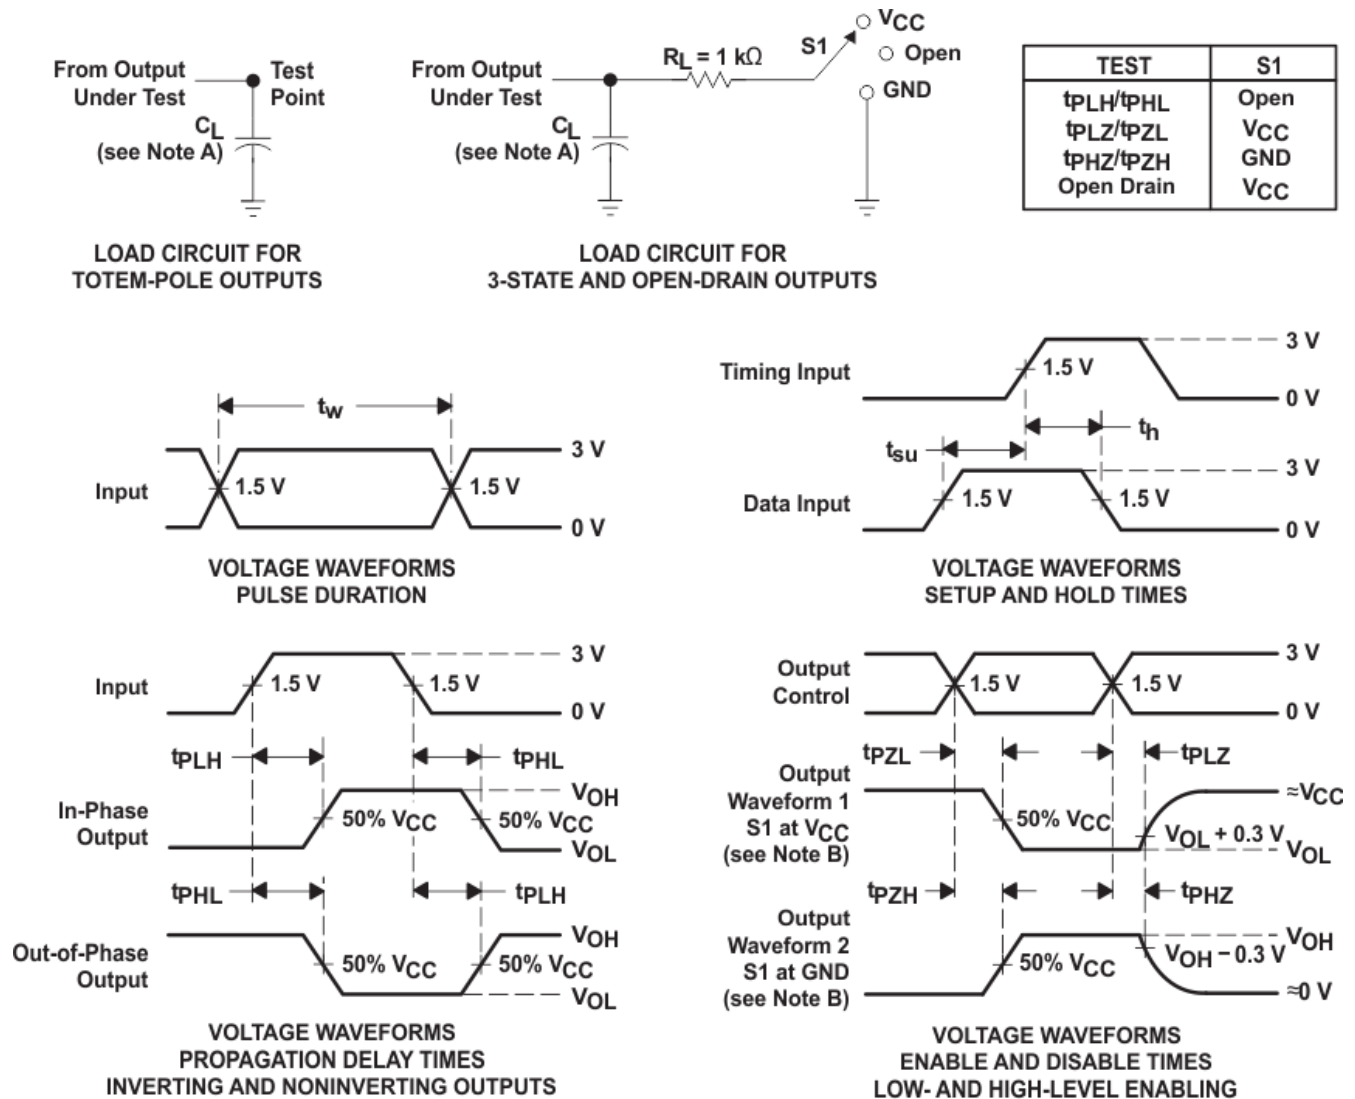 From Output
Under Test
Test
Point
CL
(see Note A)
LOAD CIRCUIT FOR
TOTEM-POLE OUTPUTS
From Output
Under Test
RL = 1 kΩ
S1
VCC
Open
GND
CL
(see Note A)
LOAD CIRCUIT FOR
3-STATE AND OPEN-DRAIN OUTPUTS
TEST S1
tPLH/tPHL Open
tPLZ/tPZL VCC
tPHZ/tPZH GND
Open Drain VCC
tw
3 V
Input
1.5 V
1.5 V
0 V
VOLTAGE WAVEFORMS
PULSE DURATION
3 V
Timing Input
1.5 V
0 V
th
tsu
3 V
Data Input
1.5 V
1.5 V
0 V
VOLTAGE WAVEFORMS
SETUP AND HOLD TIMES
3 V
Input
1.5 V
1.5 V
0 V
tPLH
tPHL
In-Phase
Output
VOH
50% VCC
50% VCC
VOL
tPHL
tPLH
Out-of-Phase
Output
VOH
50% VCC
50% VCC
VOL
VOLTAGE WAVEFORMS
PROPAGATION DELAY TIMES
INVERTING AND NONINVERTING OUTPUTS
Output
Control
3 V
1.5 V
1.5 V
0 V
tPZL
tPLZ
Output
Waveform 1
S1 at VCC
(see Note B)
≈VCC
50% VCC
VOL + 0.3 V
VOL
tPZH
tPHZ
Output
Waveform 2
S1 at GND
(see Note B)
VOH
50% VCC
VOH − 0.3 V
≈0 V
VOLTAGE WAVEFORMS
ENABLE AND DISABLE TIMES
LOW- AND HIGH-LEVEL ENABLING